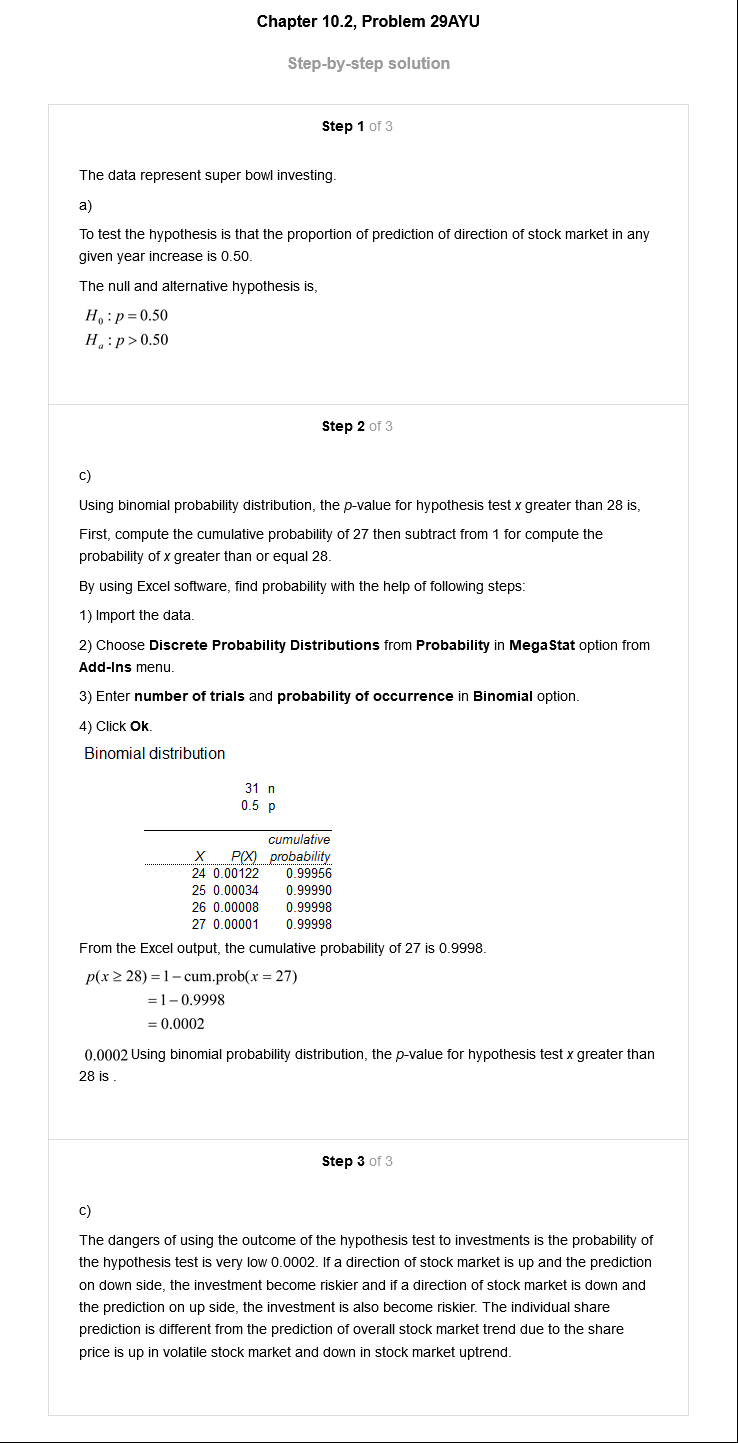 Chapter 10.2, Problem 29AYU
Step-by-step solution
Step 1 of 3
The data represent super bowl investing.
a)
To test the hypothesis is that the proportion of prediction of direction of stock market in any
given year increase is 0.50.
The null and alternative hypothesis is,
H₀ : p = 0.50
Hₐ : p > 0.50
Step 2 of 3
c)
Using binomial probability distribution, the p-value for hypothesis test x greater than 28 is,
First, compute the cumulative probability of 27 then subtract from 1 for compute the
probability of x greater than or equal 28.
By using Excel software, find probability with the help of following steps:
1) Import the data.
2) Choose Discrete Probability Distributions from Probability in MegaStat option from
Add-Ins menu.
3) Enter number of trials and probability of occurrence in Binomial option.
4) Click Ok.
Binomial distribution
31 n
0.5 p
cumulative
X P(X) probability
24 0.00122 0.99956
25 0.00034 0.99990
26 0.00008 0.99998
27 0.00001 0.99998
From the Excel output, the cumulative probability of 27 is 0.9998.
p(x ≥ 28) = 1 – cum.prob(x = 27)
= 1 – 0.9998
= 0.0002
0.0002 Using binomial probability distribution, the p-value for hypothesis test x greater than
28 is .
Step 3 of 3
c)
The dangers of using the outcome of the hypothesis test to investments is the probability of
the hypothesis test is very low 0.0002. If a direction of stock market is up and the prediction
on down side, the investment become riskier and if a direction of stock market is down and
the prediction on up side, the investment is also become riskier. The individual share
prediction is different from the prediction of overall stock market trend due to the share
price is up in volatile stock market and down in stock market uptrend.